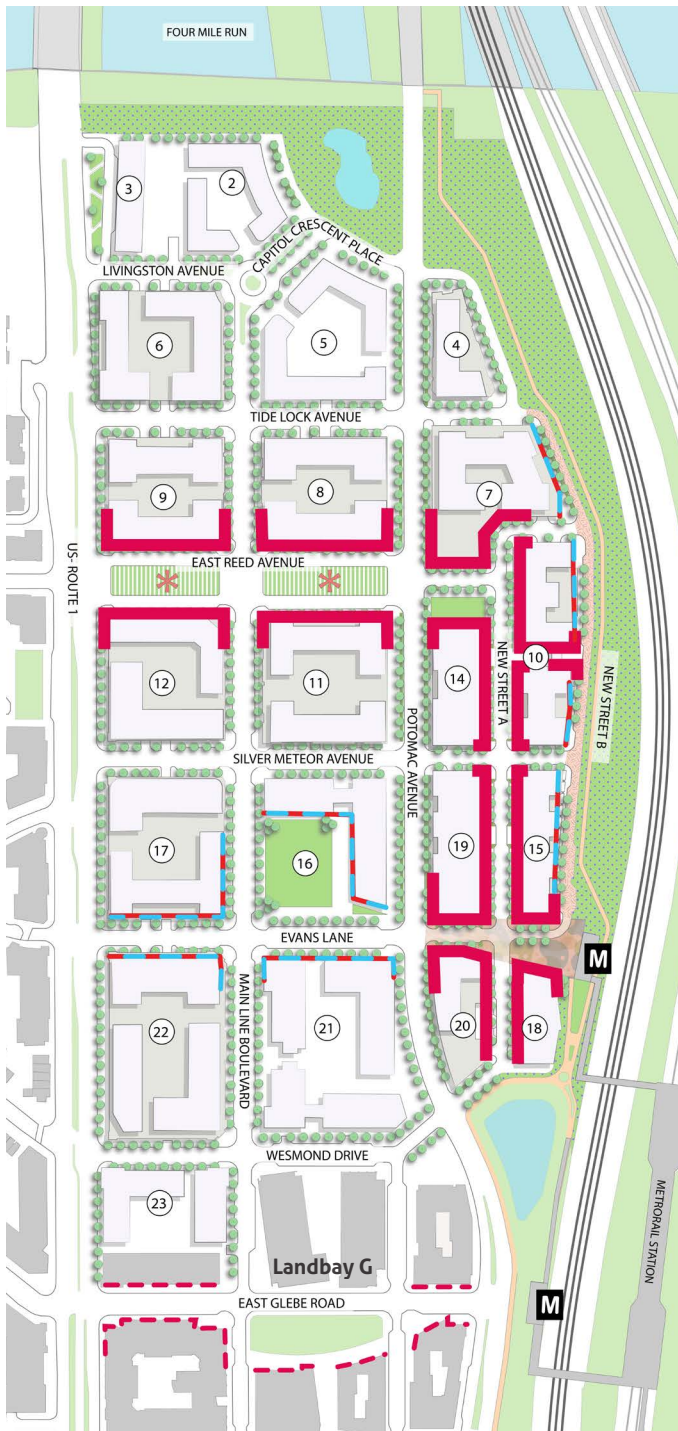 FOUR MILE RUN
3
2
CAPITOL CRESCENT PLACE
LIVINGSTON AVENUE
6
5
4
TIDE LOCK AVENUE
9
8
7
US- ROUTE 1
EAST REED AVENUE
10
12
11
14
NEW STREET A
NEW STREET B
POTOMAC AVENUE
SILVER METEOR AVENUE
17
16
19
15
EVANS LANE
M
22
MAIN LINE BOULEVARD
21
20
18
WESMOND DRIVE
23
METRORAIL STATION
Landbay G
M
EAST GLEBE ROAD